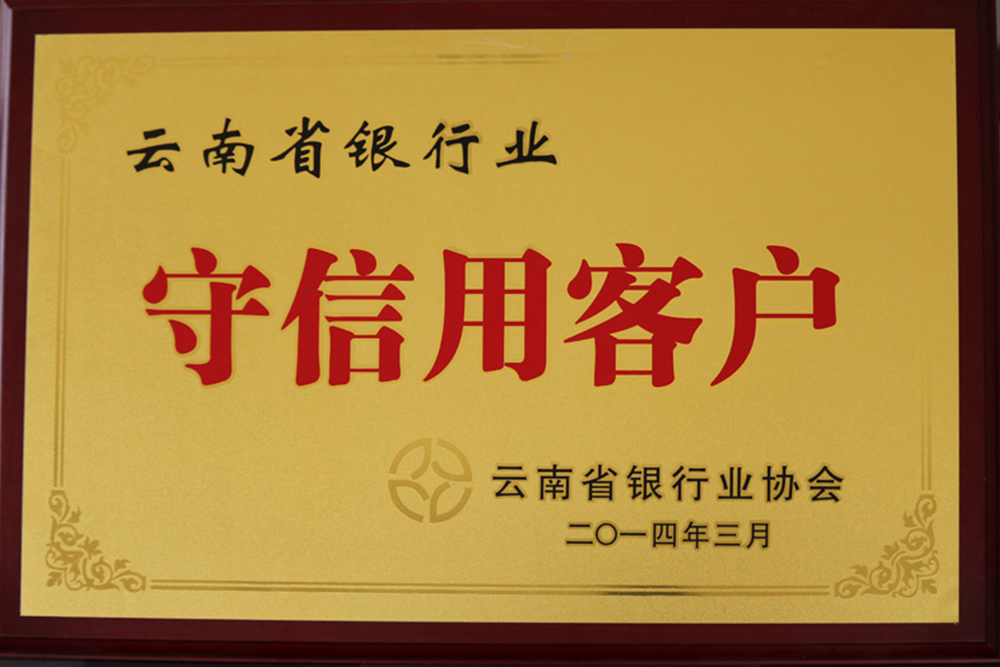 云南省银行业
守信用客户
云南省银行业协会
二〇一四年三月